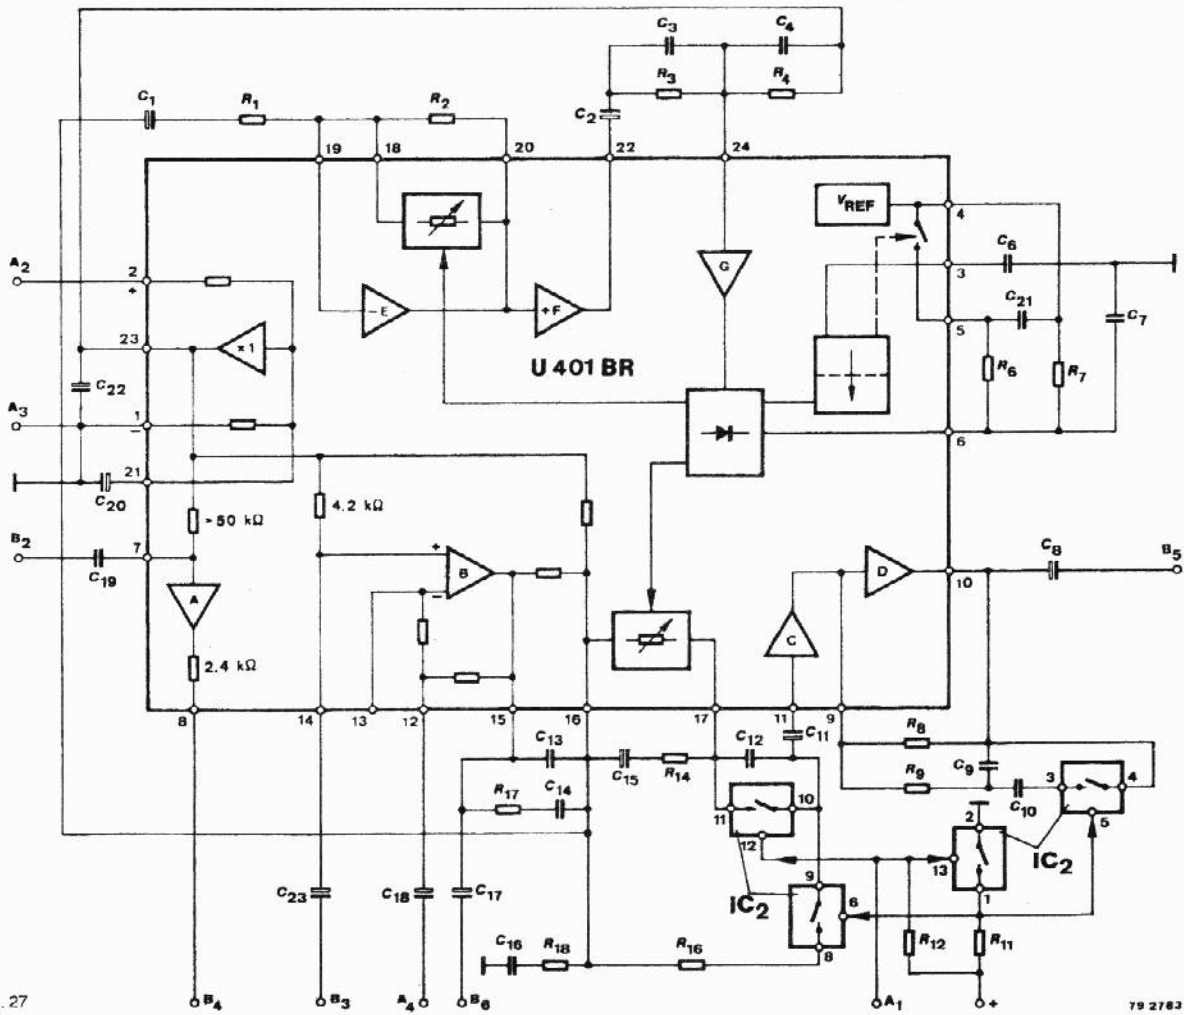 C3 C4
R3 R4
C1 R1 R2 C2
19 18 20 22 24
VREF
4
A2 2
+
G
C6
3
C21
C7
5
23
×1
-E
+F
U 401 BR
R6
R7
C22
A3 1
−
6
21
C20
4.2 kΩ
>50 kΩ
B2 7
C19
+
B
−
D
C8
B5
10
A
C
2.4 kΩ
8 14 13 12 15 16 17 11 9
C11
C13
C15
R14
C12
R8
C9
R9
C10
3 4
5
R17
C14
11 10
12
2
13
IC2
1
C23
C18
C17
IC2
9
6
8
R12
R11
C16
R18
R16
. 27
B4 B3 A4 B6 A1 +
79 2783